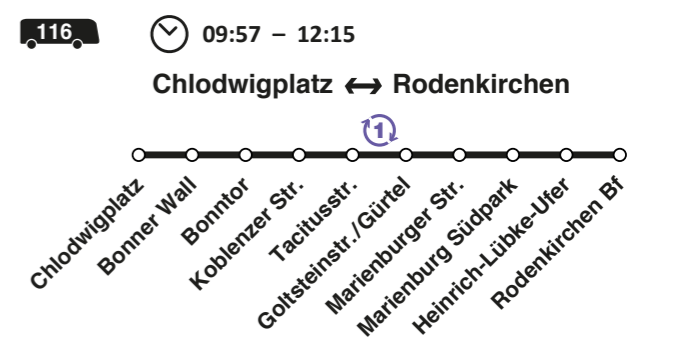 116 09:57 – 12:15
Chlodwigplatz ↔ Rodenkirchen
1
Chlodwigplatz
Bonner Wall
Bonntor
Koblenzer Str.
Tacitusstr.
Goltsteinstr./Gürtel
Marienburger Str.
Marienburg Südpark
Heinrich-Lübke-Ufer
Rodenkirchen Bf